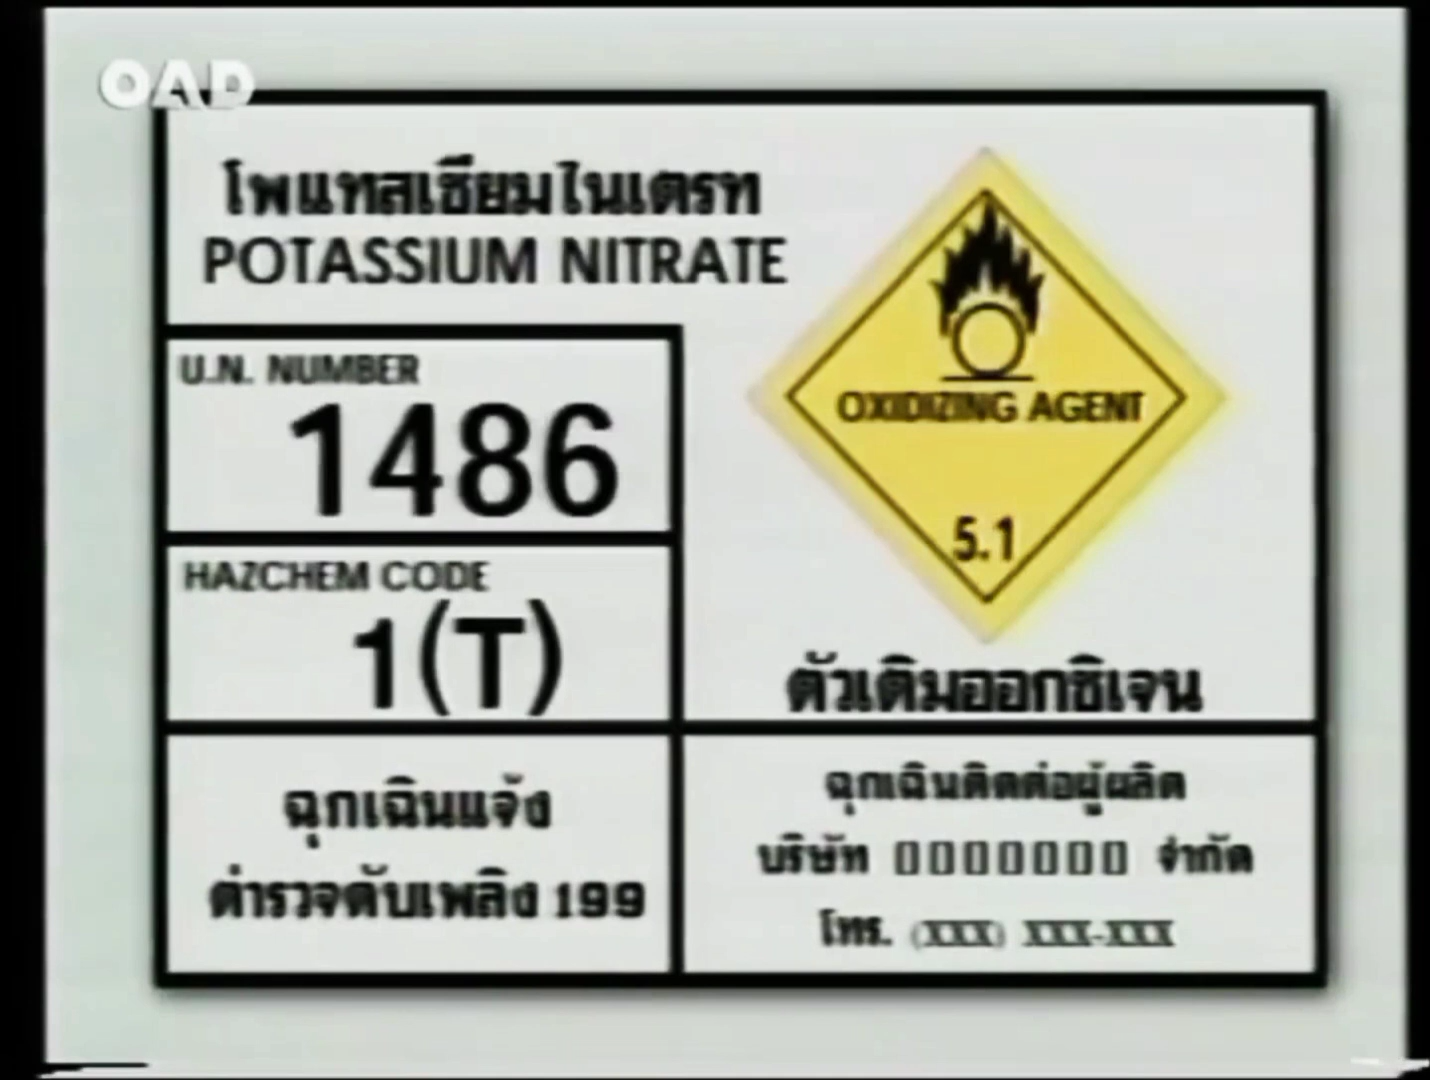 OAD
โพแทสเซียมไนเตรท
POTASSIUM NITRATE
U.N. NUMBER
1486
HAZCHEM CODE
1(T)
OXIDIZING AGENT
5.1
ตัวเติมออกซิเจน
ฉุกเฉินแจ้ง
ตำรวจดับเพลิง 199
ฉุกเฉินติดต่อผู้ผลิต
บริษัท 0000000 จำกัด
โทร. (XXX) XXX-XXX